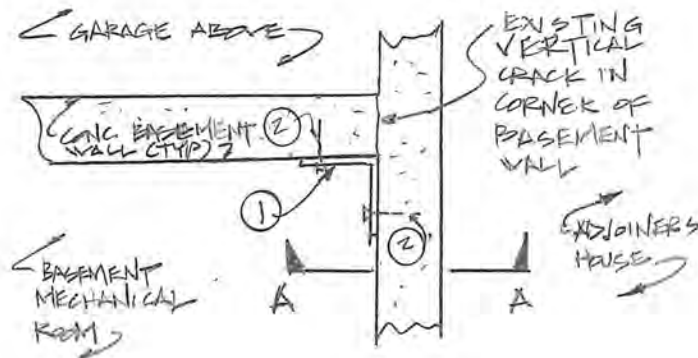 GARAGE ABOVE
EXISTING
VERTICAL
CRACK IN
CORNER OF
BASEMENT
WALL
CONC. BASEMENT
WALL (TYP)
2
1
2
ADJOINERS
HOUSE
BASEMENT
MECHANICAL
ROOM
A
A